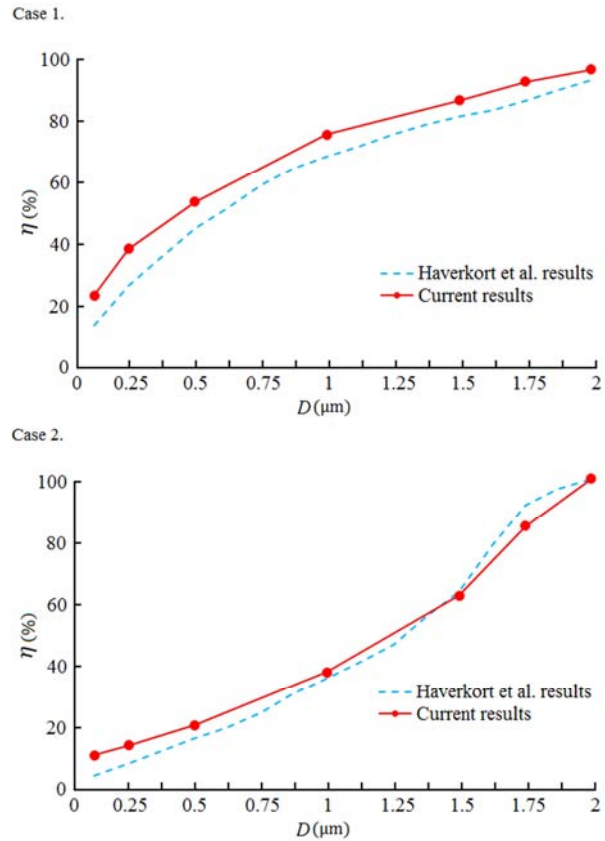 Case 1.
100
80
60
40
20
0
η (%)
Haverkort et al. results
Current results
0 0.25 0.5 0.75 1 1.25 1.5 1.75 2
D (μm)
Case 2.
100
80
60
40
20
0
η (%)
Haverkort et al. results
Current results
0 0.25 0.5 0.75 1 1.25 1.5 1.75 2
D (μm)